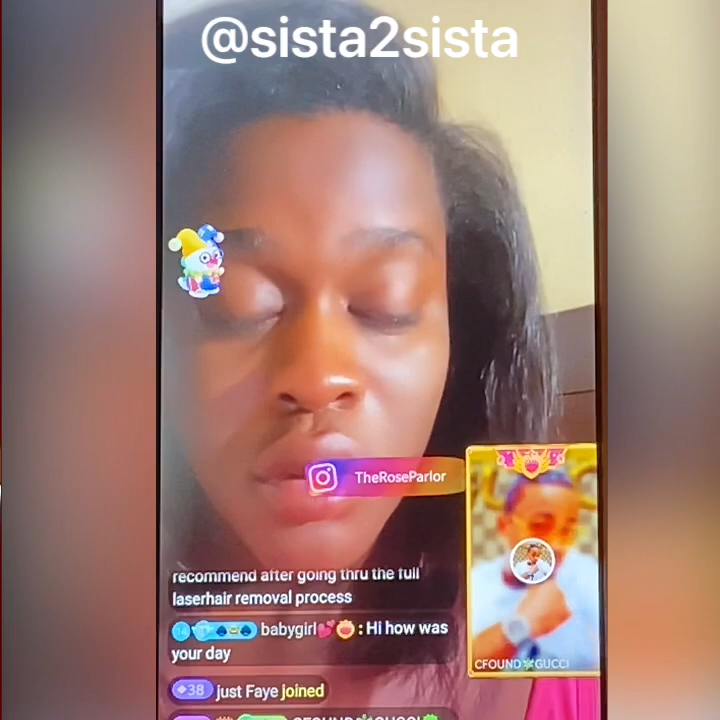 @sista2sista
TheRoseParlor
recommend after going thru the full
laserhair removal process
babygirl💕 : Hi how was
your day
CFOUND GUCCI
38 just Faye joined